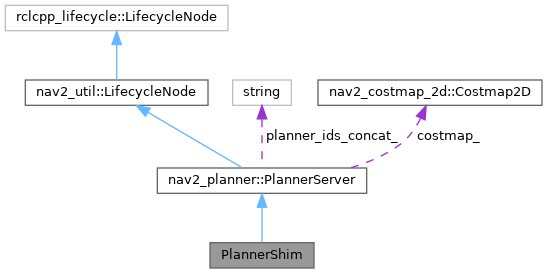 rclcpp_lifecycle::LifecycleNode
nav2_util::LifecycleNode
string
nav2_costmap_2d::Costmap2D
planner_ids_concat_
costmap_
nav2_planner::PlannerServer
PlannerShim